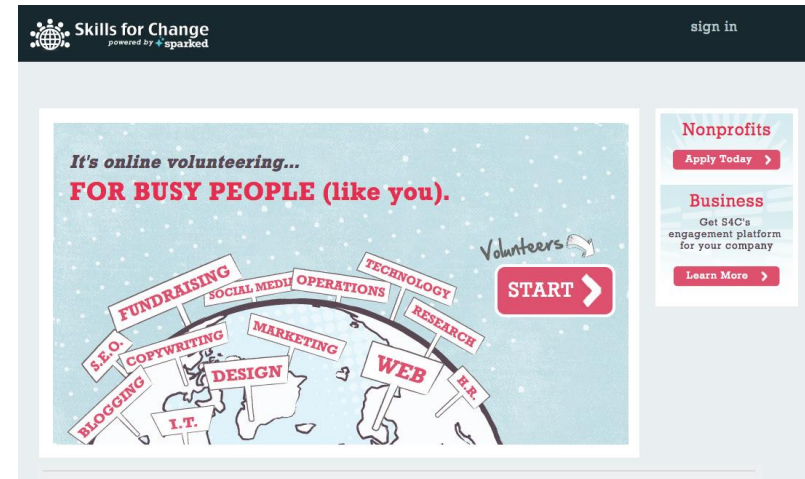 Skills for Change
powered by sparked
sign in
It's online volunteering...
FOR BUSY PEOPLE (like you).
Volunteers
START
FUNDRAISING
SOCIAL MEDI
OPERATIONS
TECHNOLOGY
RESEARCH
S.E.O.
COPYWRITING
MARKETING
DESIGN
WEB
H.R.
BLOGGING
I.T.
Nonprofits
Apply Today
Business
Get S4C's
engagement platform
for your company
Learn More